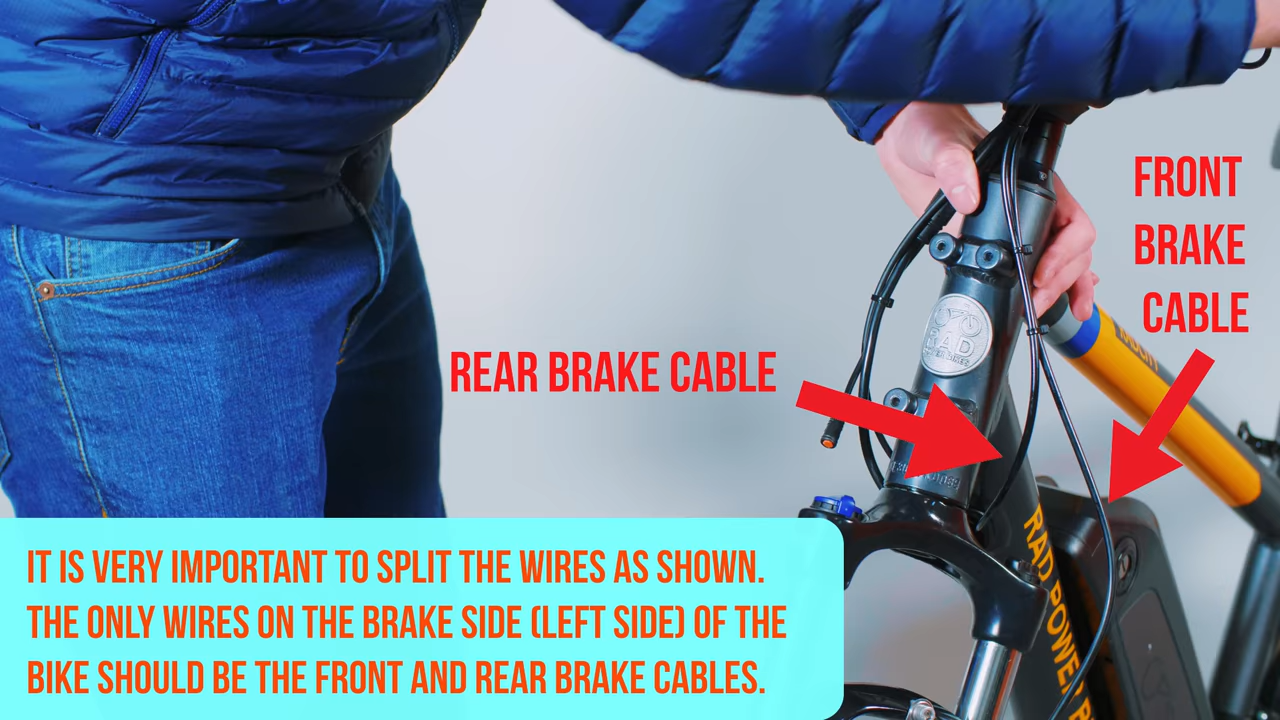 FRONT
BRAKE
CABLE
REAR BRAKE CABLE
RAD
RAD POWER
IT IS VERY IMPORTANT TO SPLIT THE WIRES AS SHOWN.
THE ONLY WIRES ON THE BRAKE SIDE (LEFT SIDE) OF THE
BIKE SHOULD BE THE FRONT AND REAR BRAKE CABLES.